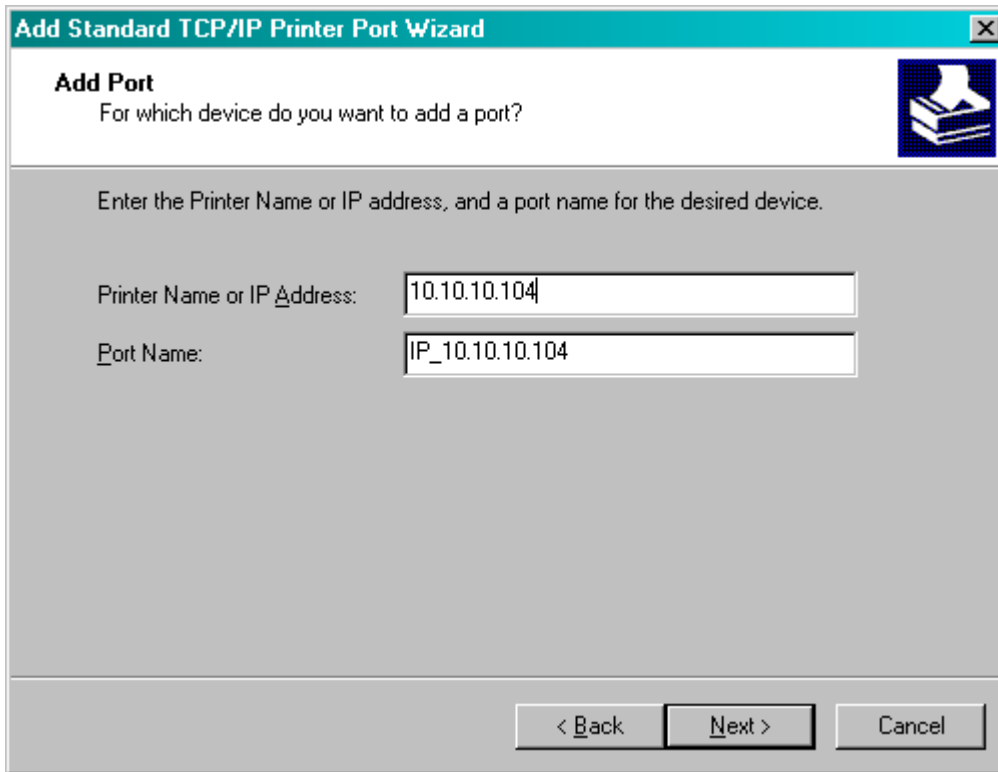 Add Standard TCP/IP Printer Port Wizard
Add Port
For which device do you want to add a port?
Enter the Printer Name or IP address, and a port name for the desired device.
Printer Name or IP Address: 10.10.10.104
Port Name: IP_10.10.10.104
< Back Next > Cancel